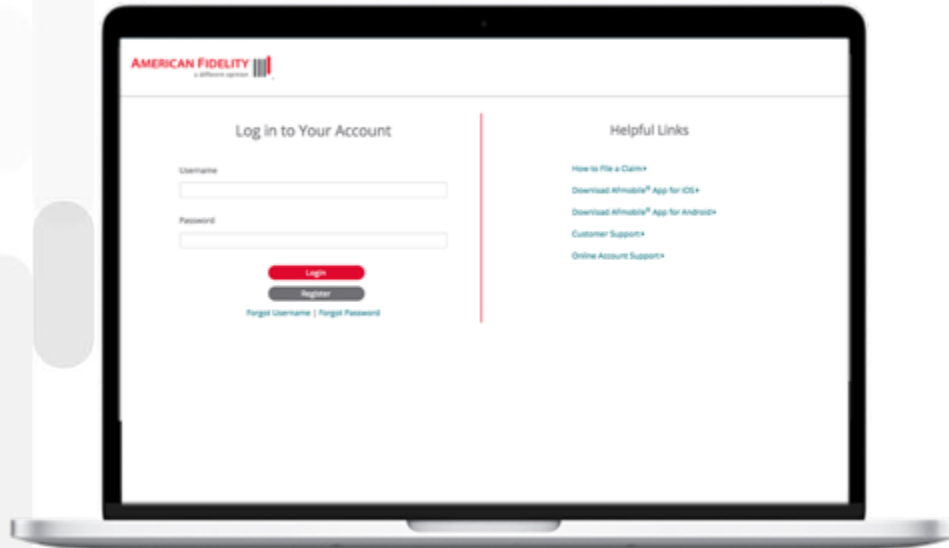 AMERICAN FIDELITY
a different opinion
Log in to Your Account
Username
Password
Login
Register
Forgot Username | Forgot Password
Helpful Links
How to File a Claim▸
Download AFmobile® App for iOS▸
Download AFmobile® App for Android▸
Customer Support▸
Online Account Support▸